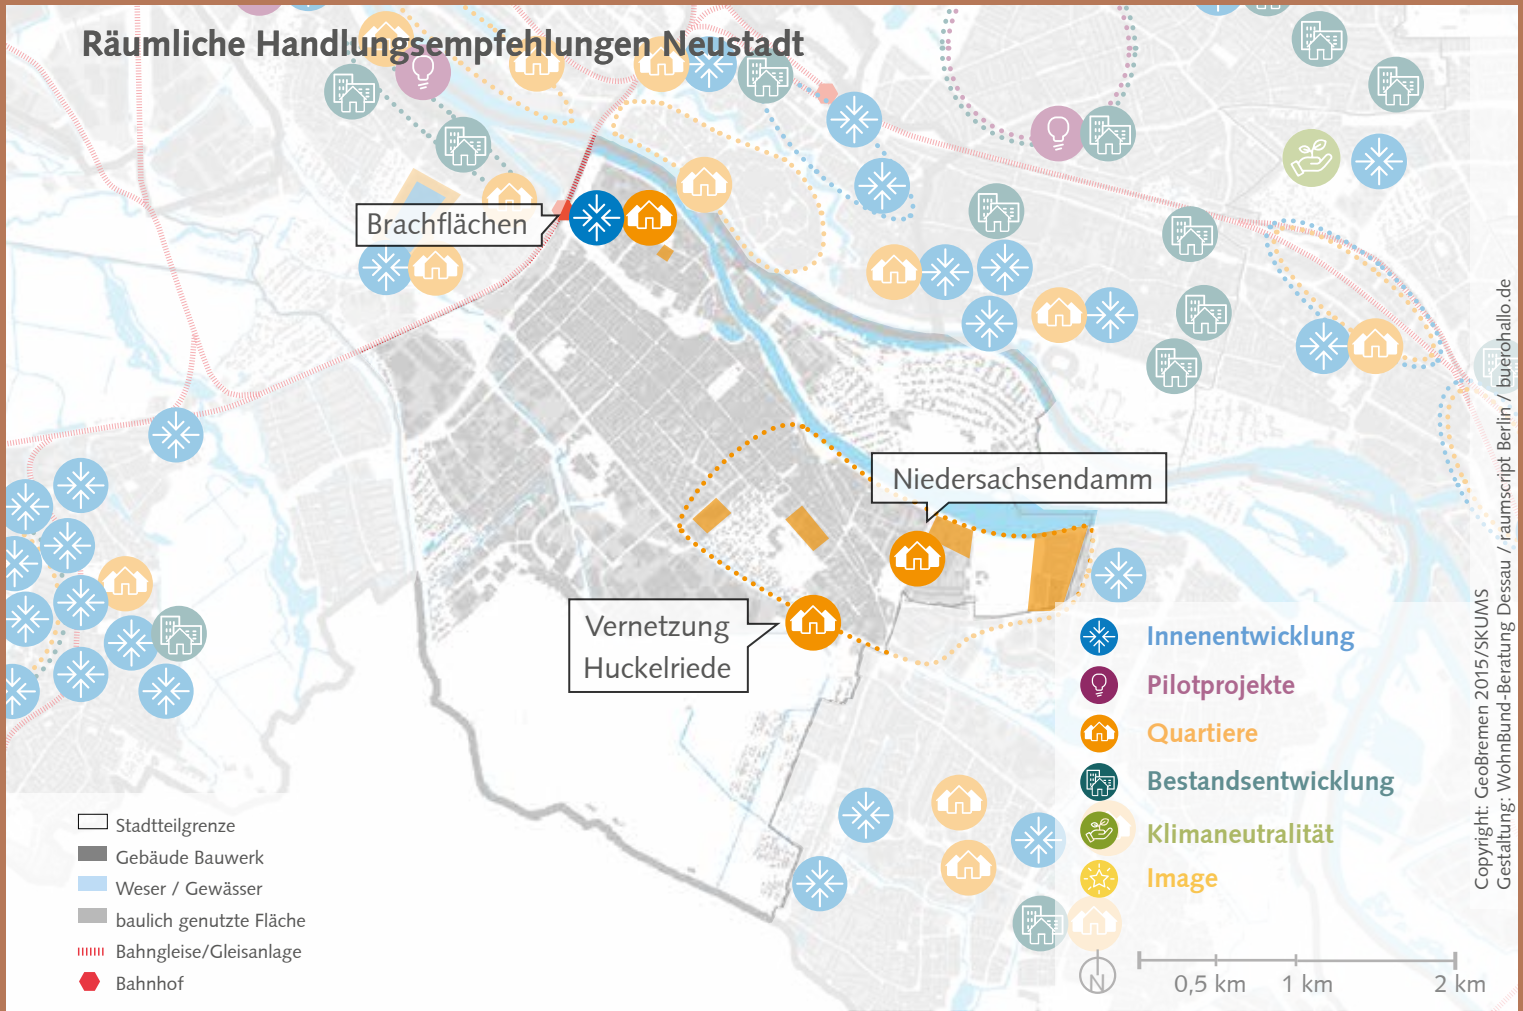 Räumliche Handlungsempfehlungen Neustadt
Brachflächen
Niedersachsendamm
Vernetzung
Huckelriede
Innenentwicklung
Pilotprojekte
Quartiere
Bestandsentwicklung
Klimaneutralität
Image
Stadtteilgrenze
Gebäude Bauwerk
Weser / Gewässer
baulich genutzte Fläche
Bahngleise/Gleisanlage
Bahnhof
N
0,5 km 1 km 2 km
Copyright: GeoBremen 2015/SKUMS
Gestaltung: WohnBund-Beratung Dessau / raumscript Berlin / buerohallo.de